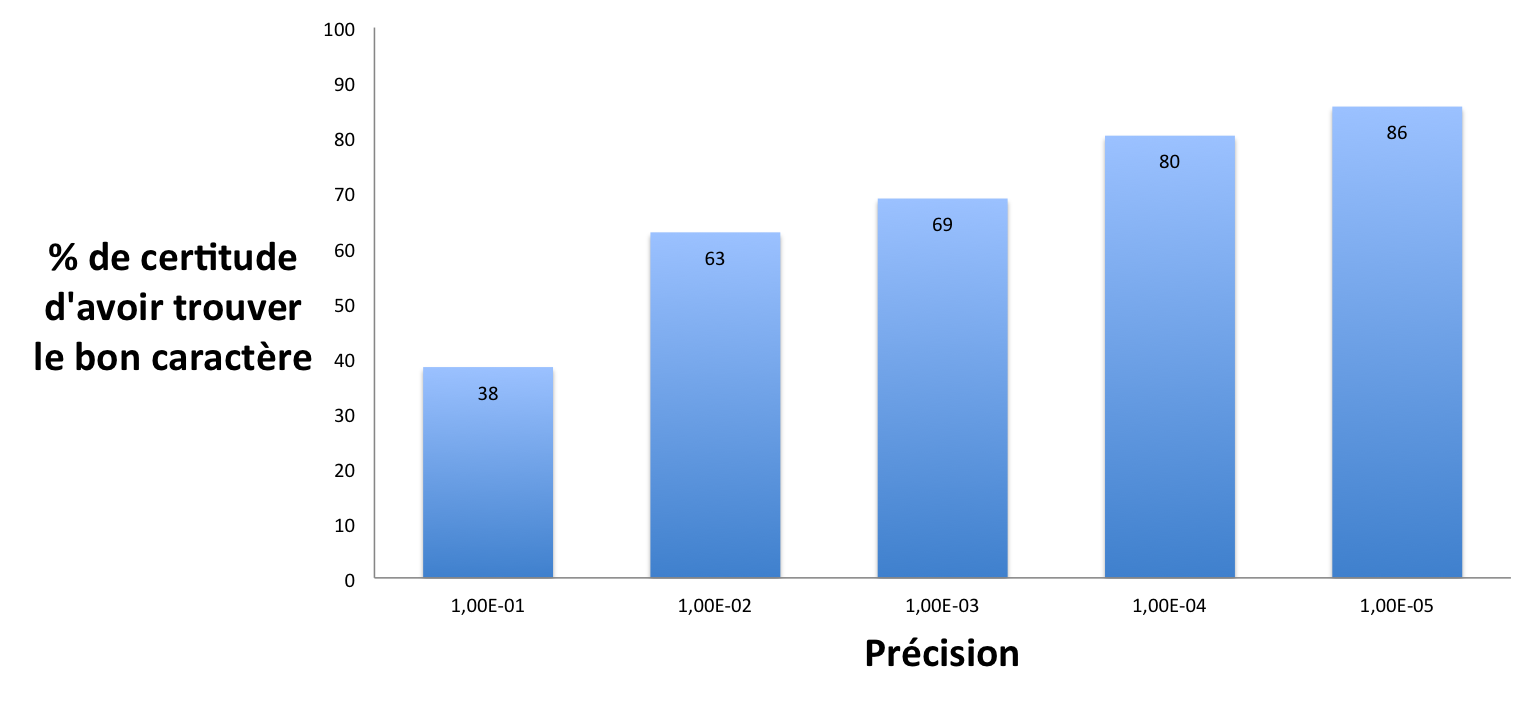 % de certitude
d'avoir trouver
le bon caractère
100
90
80
70
60
50
40
30
20
10
0
38
63
69
80
86
1,00E-01
1,00E-02
1,00E-03
1,00E-04
1,00E-05
Précision